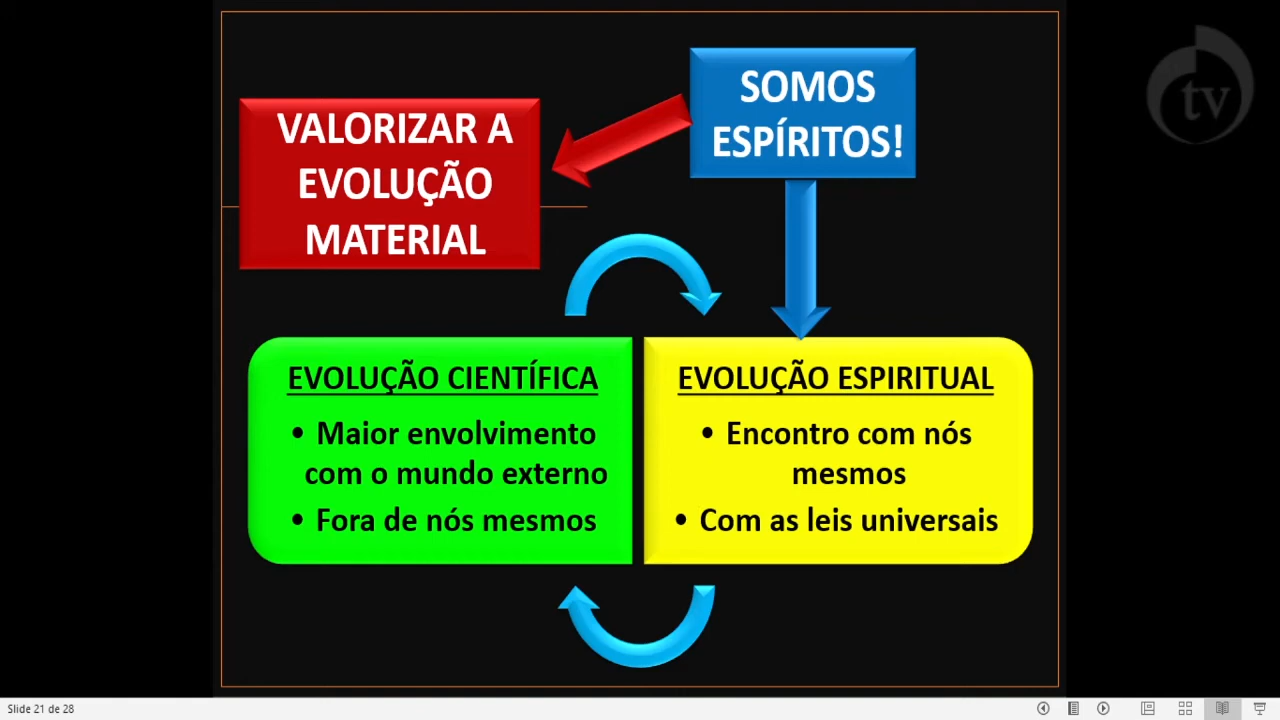 SOMOS
ESPÍRITOS!
tv
VALORIZAR A
EVOLUÇÃO
MATERIAL
EVOLUÇÃO CIENTÍFICA
• Maior envolvimento
com o mundo externo
• Fora de nós mesmos
EVOLUÇÃO ESPIRITUAL
• Encontro com nós
mesmos
• Com as leis universais
Slide 21 de 28